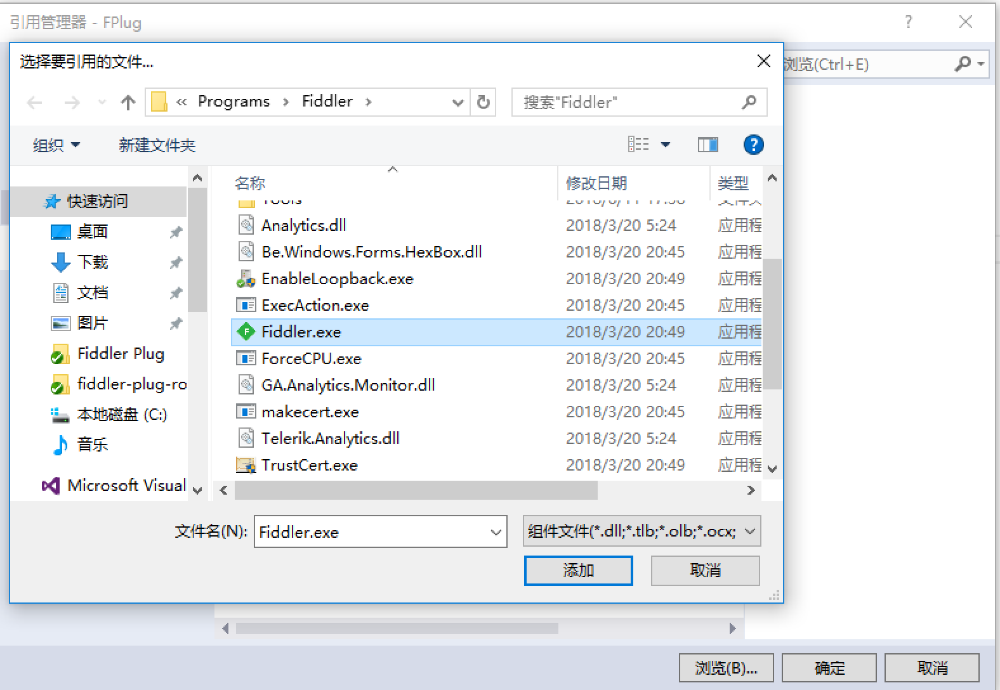 引用管理器 - FPlug
?
浏览(Ctrl+E)
选择要引用的文件...
« Programs › Fiddler ›
搜索"Fiddler"
组织
新建文件夹
?
快速访问
桌面
下载
文档
图片
Fiddler Plug
fiddler-plug-ro
本地磁盘 (C:)
音乐
Microsoft Visual
名称 修改日期 类型
Tools 2018/6/11 17:38 文件夹
Analytics.dll 2018/3/20 5:24 应用程
Be.Windows.Forms.HexBox.dll 2018/3/20 20:45 应用程
EnableLoopback.exe 2018/3/20 20:49 应用程
ExecAction.exe 2018/3/20 20:45 应用程
Fiddler.exe 2018/3/20 20:49 应用程
ForceCPU.exe 2018/3/20 20:45 应用程
GA.Analytics.Monitor.dll 2018/3/20 5:24 应用程
makecert.exe 2018/3/20 20:45 应用程
Telerik.Analytics.dll 2018/3/20 5:24 应用程
TrustCert.exe 2018/3/20 20:49 应用程
文件名(N): Fiddler.exe
组件文件(*.dll;*.tlb;*.olb;*.ocx;
添加 取消
浏览(B)... 确定 取消